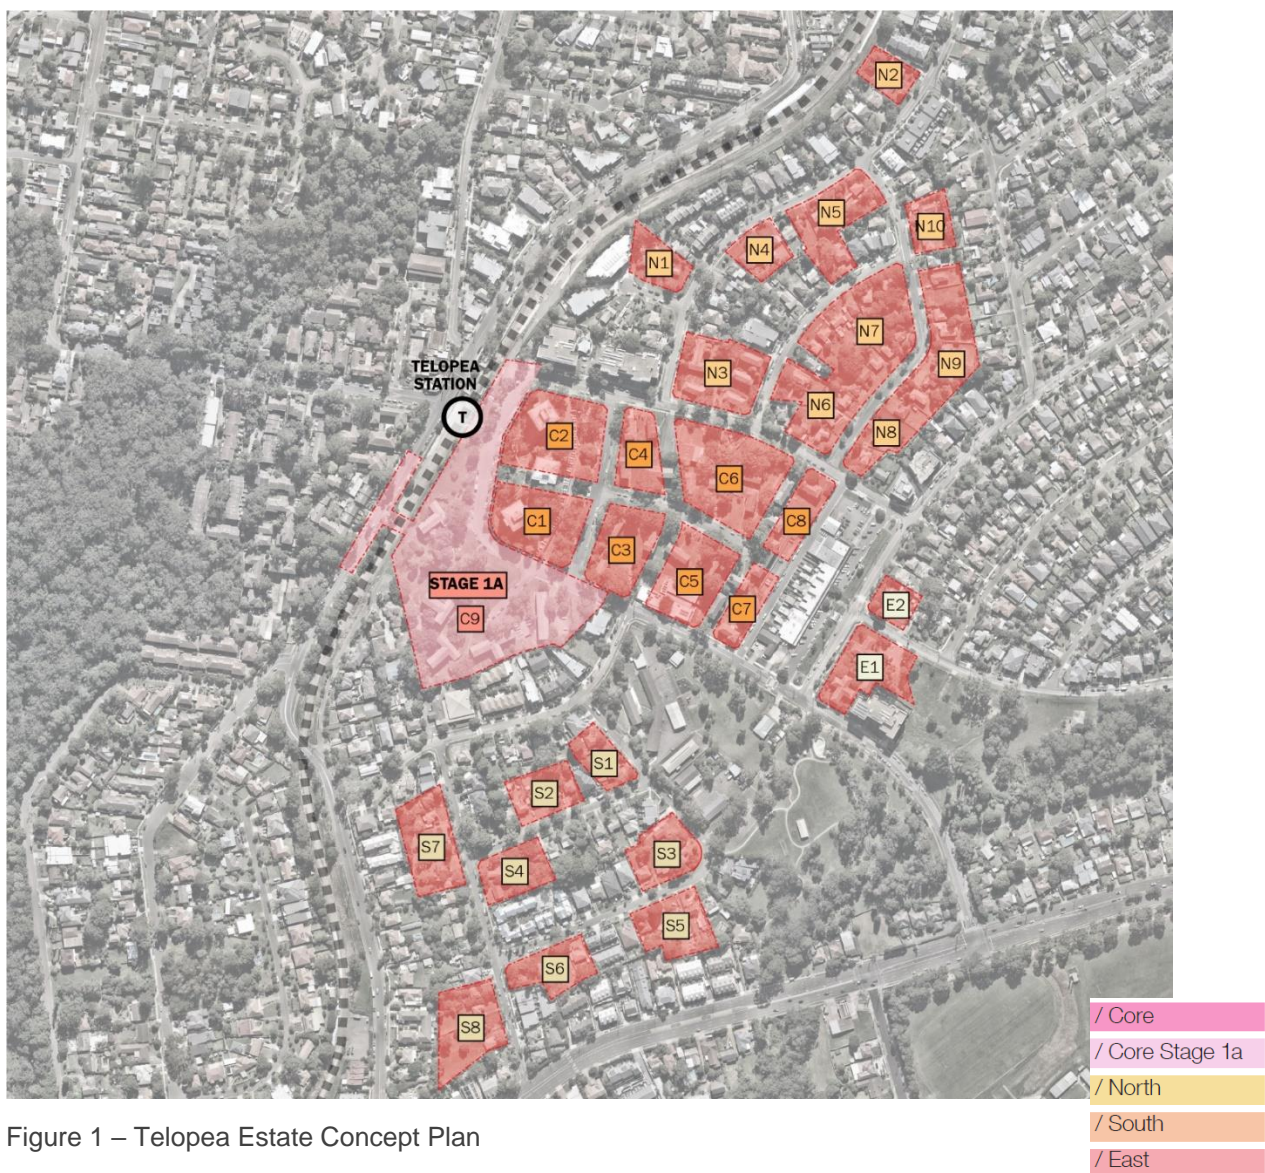 N2
N5
N10
N4
N1
N7
N9
TELOPEA
STATION
N3
T
N6
C2
N8
C4
C6
C1
C8
C3
STAGE 1A
C5
C9
C7
E2
E1
S1
S2
S7
S3
S4
S5
S6
S8
/ Core
/ Core Stage 1a
/ North
/ South
/ East
Figure 1 – Telopea Estate Concept Plan